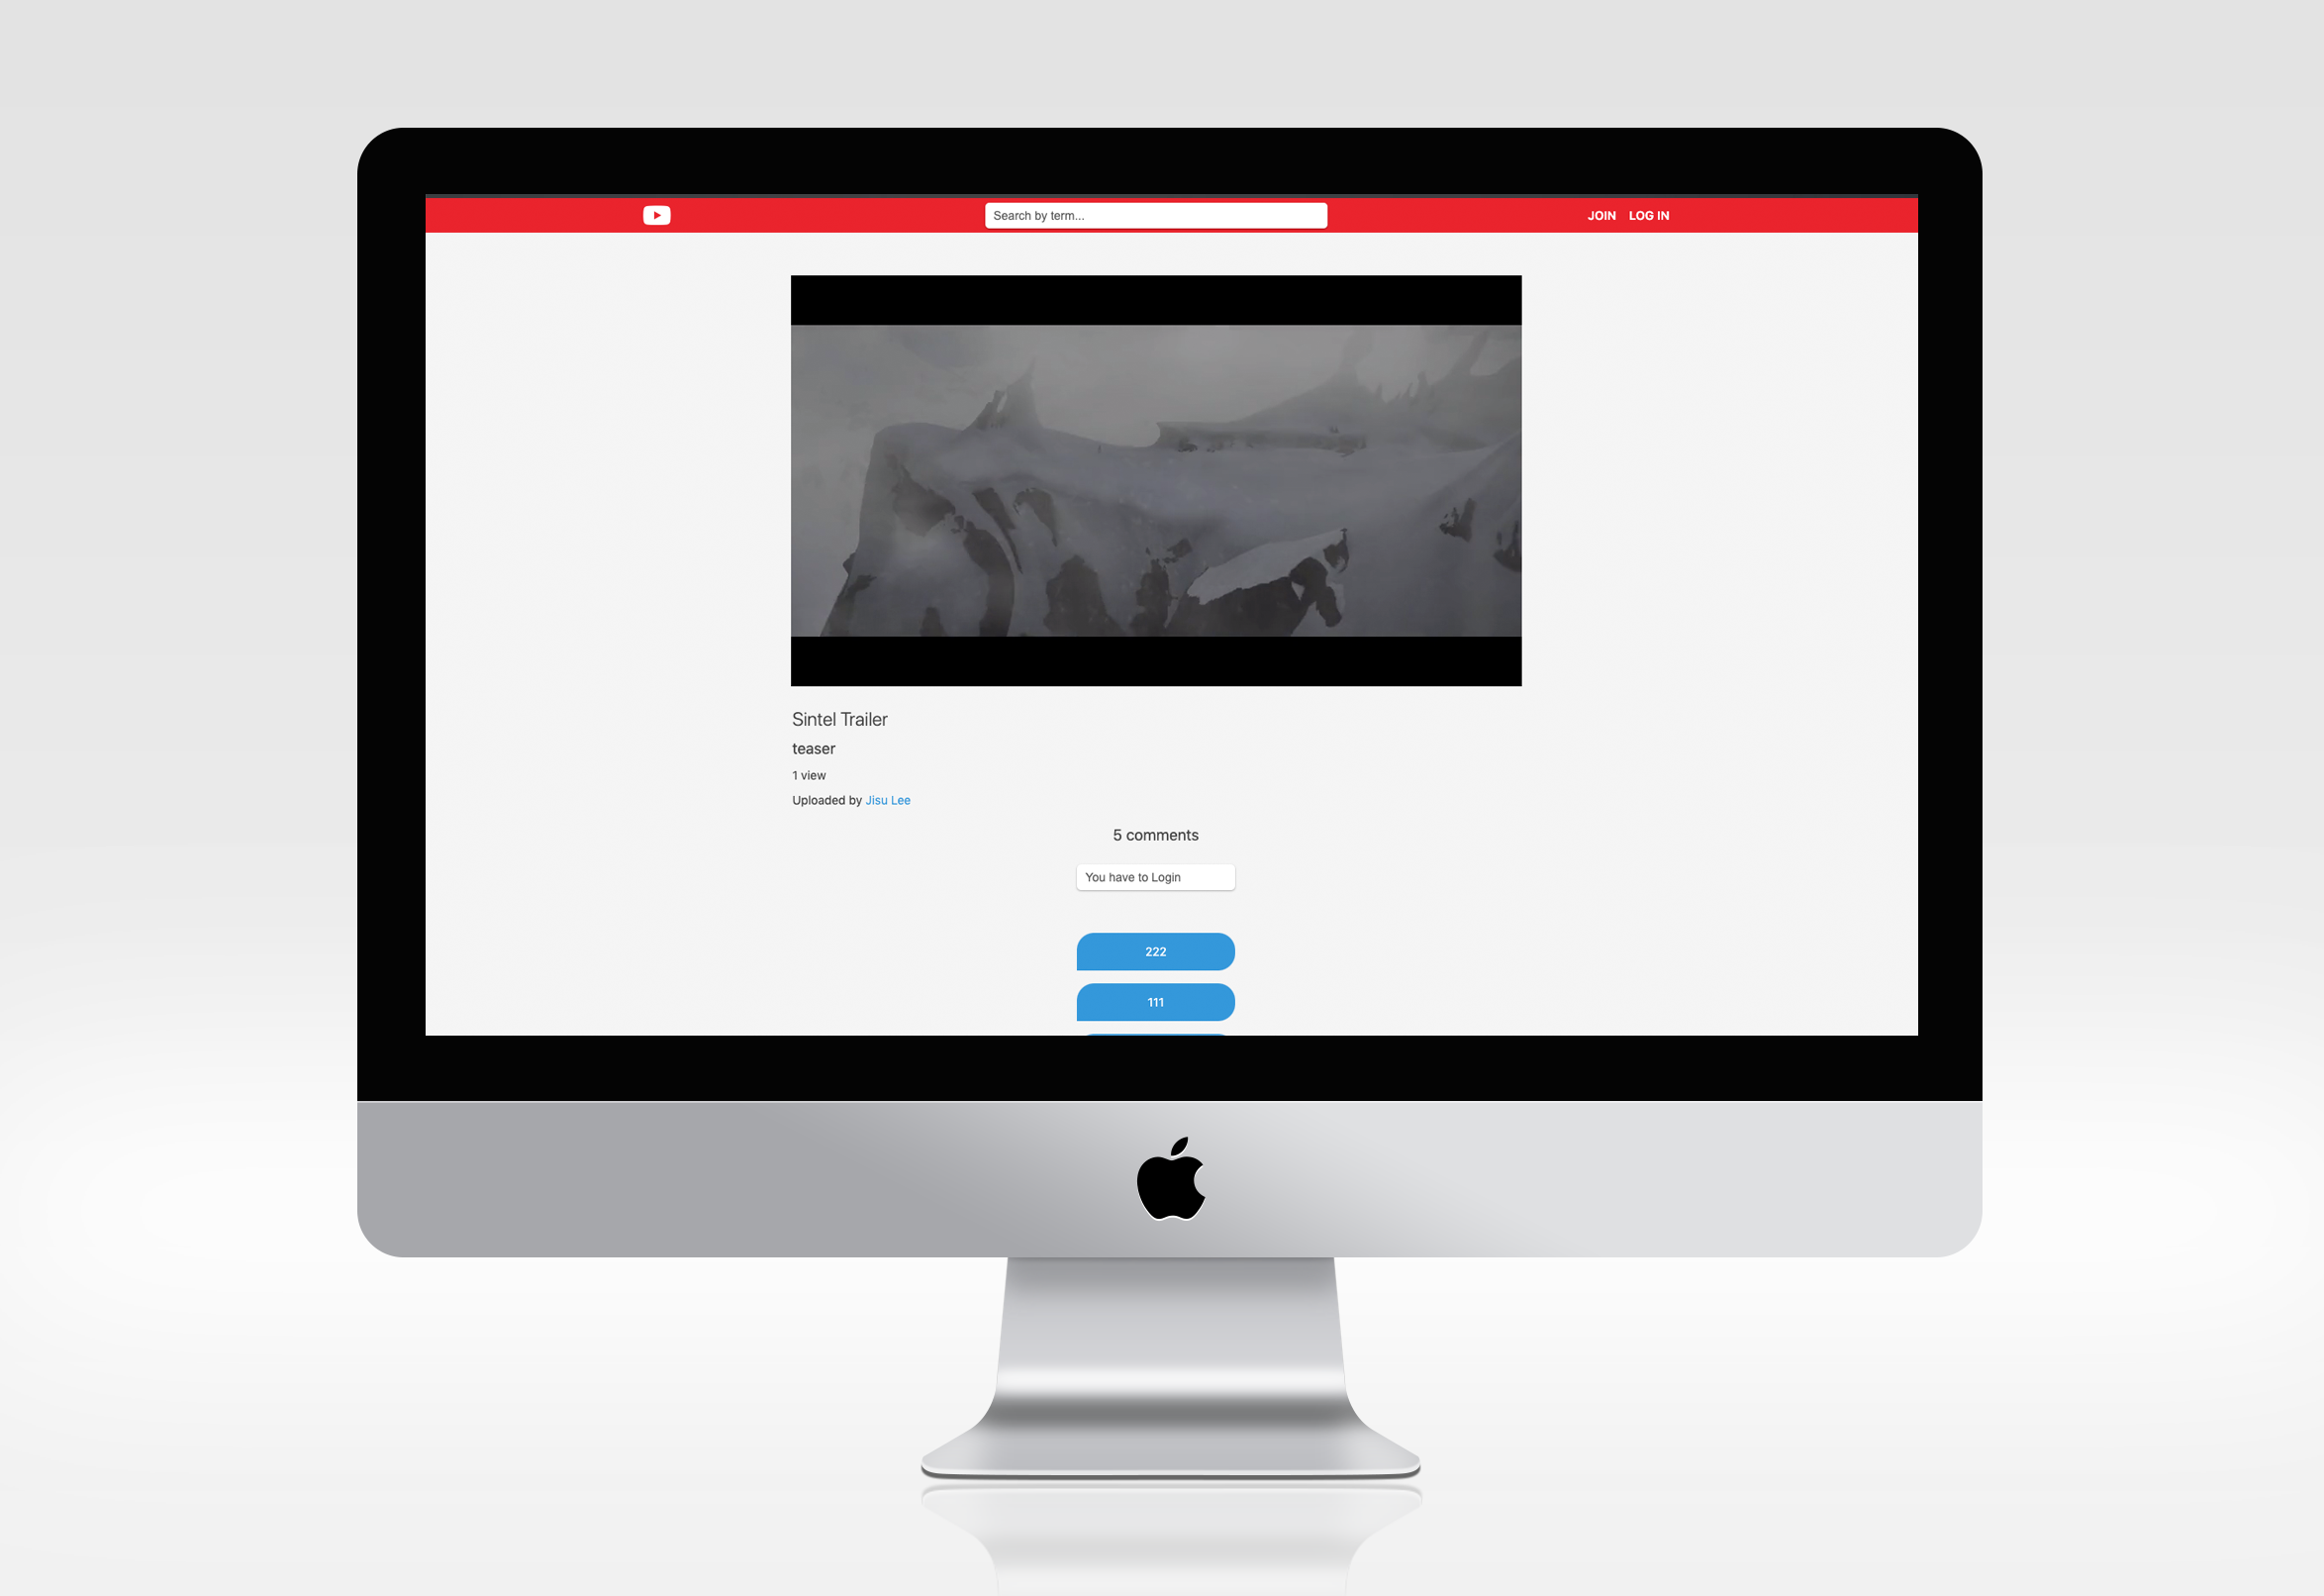 Search by term...
JOIN LOG IN
Sintel Trailer
teaser
1 view
Uploaded by Jisu Lee
5 comments
You have to Login
222
111